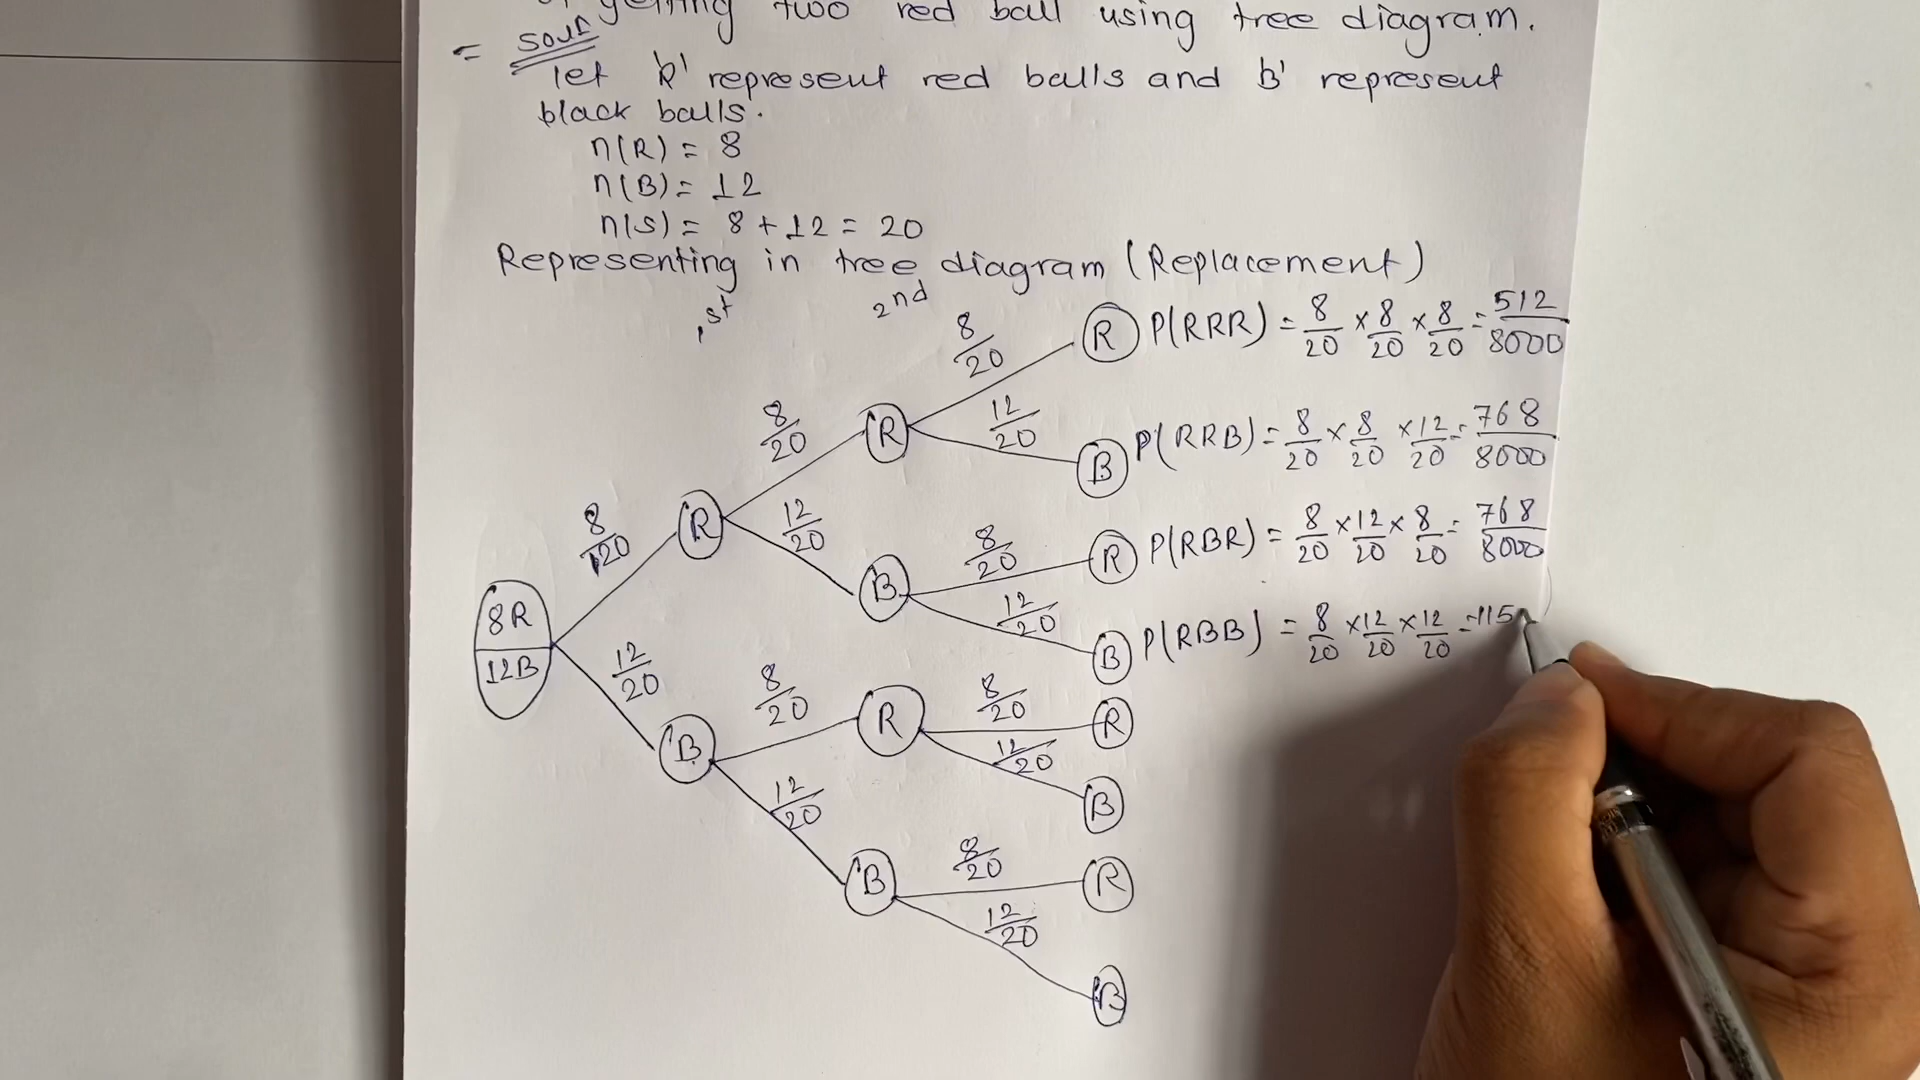 getting two red ball using tree diagram.
= soln
let 'R' represent red balls and 'B' represent
black balls.
n(R) = 8
n(B) = 12
n(S) = 8 + 12 = 20
Representing in tree diagram (Replacement)
1st 2nd
8/20 R P(RRR) = 8/20 × 8/20 × 8/20 = 512/8000
8/20 R 12/20 B P(RRB) = 8/20 × 8/20 × 12/20 = 768/8000
8/20 R 12/20 B 8/20 R P(RBR) = 8/20 × 12/20 × 8/20 = 768/8000
12/20 B P(RBB) = 8/20 × 12/20 × 12/20 = 115
8R
12B
12/20 B 8/20 R 8/20 R
12/20 B
12/20 B 8/20 R
12/20 B